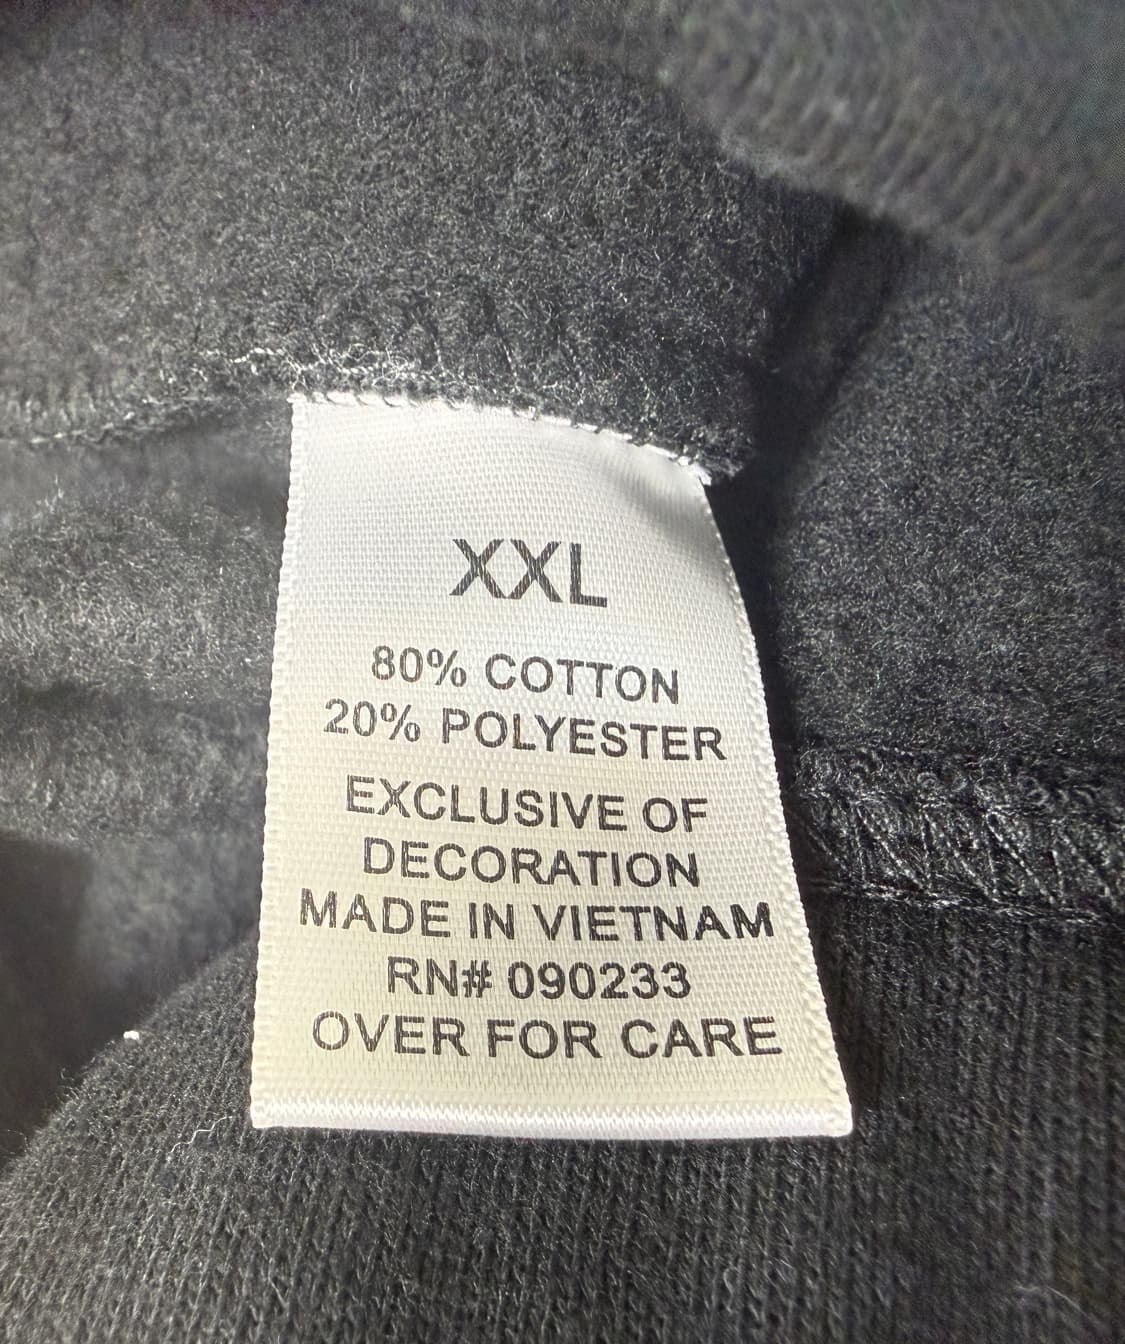 XXL
80% COTTON
20% POLYESTER
EXCLUSIVE OF
DECORATION
MADE IN VIETNAM
RN# 090233
OVER FOR CARE